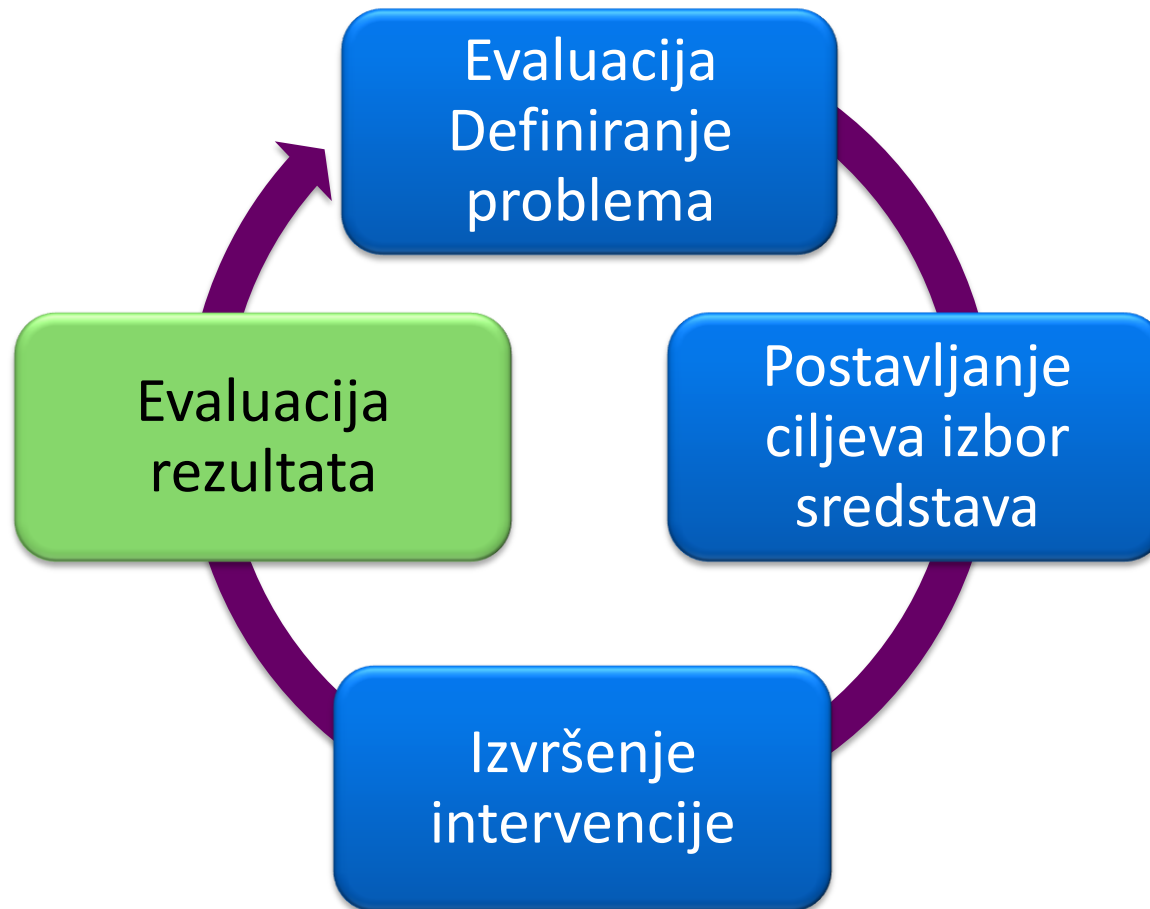 Evaluacija
Definiranje
problema
Postavljanje
ciljeva izbor
sredstava
Izvršenje
intervencije
Evaluacija
rezultata